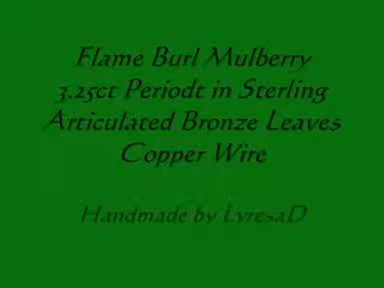 Flame Burl Mulberry
3.25ct Periodt in Sterling
Articulated Bronze Leaves
Copper Wire
Handmade by LyresaD